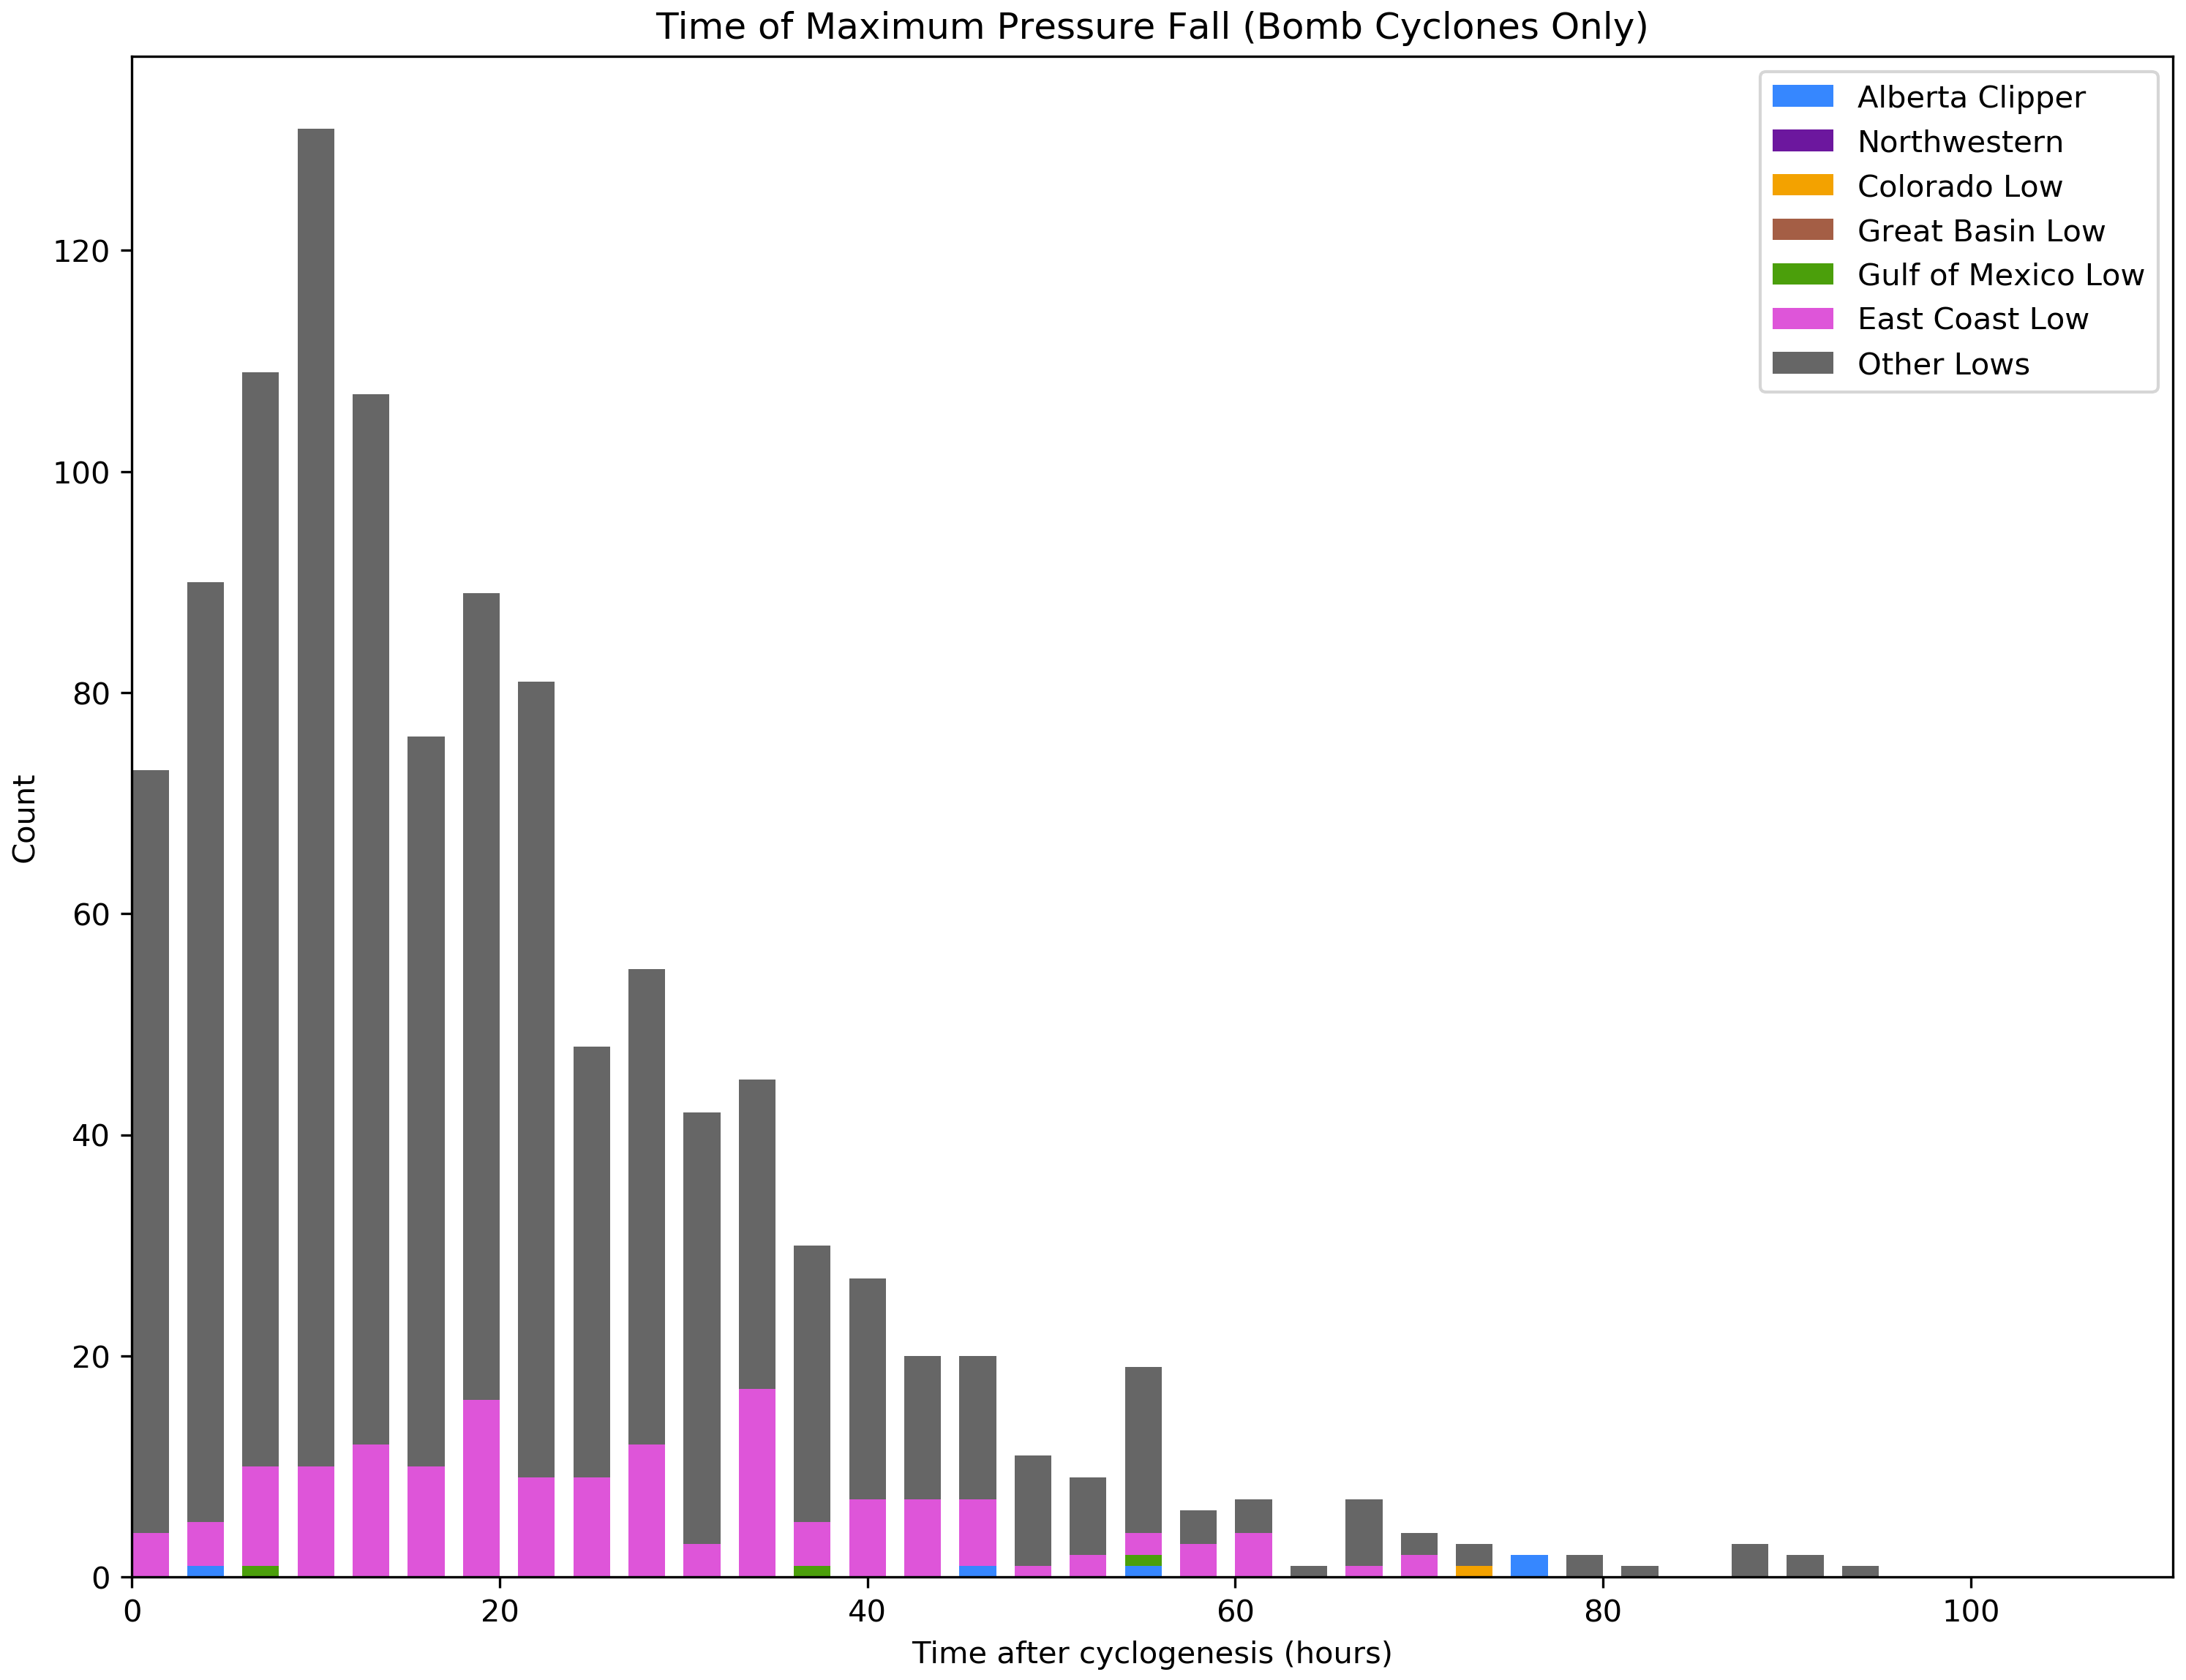 Time of Maximum Pressure Fall (Bomb Cyclones Only)
Alberta Clipper
Northwestern
Colorado Low
Great Basin Low
Gulf of Mexico Low
East Coast Low
Other Lows
120
100
80
60
40
20
0
Count
0 20 40 60 80 100
Time after cyclogenesis (hours)